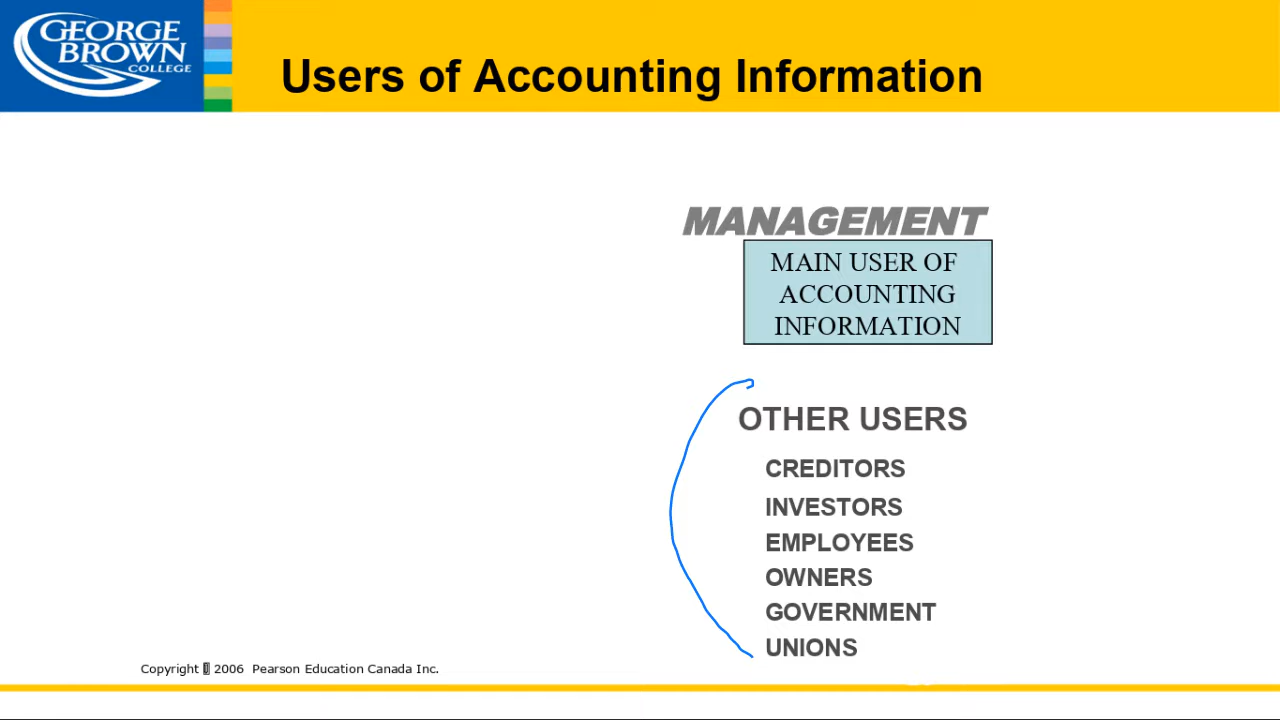 GEORGE
BROWN
COLLEGE
Users of Accounting Information
MANAGEMENT
MAIN USER OF
ACCOUNTING
INFORMATION
OTHER USERS
CREDITORS
INVESTORS
EMPLOYEES
OWNERS
GOVERNMENT
UNIONS
Copyright 2006 Pearson Education Canada Inc.